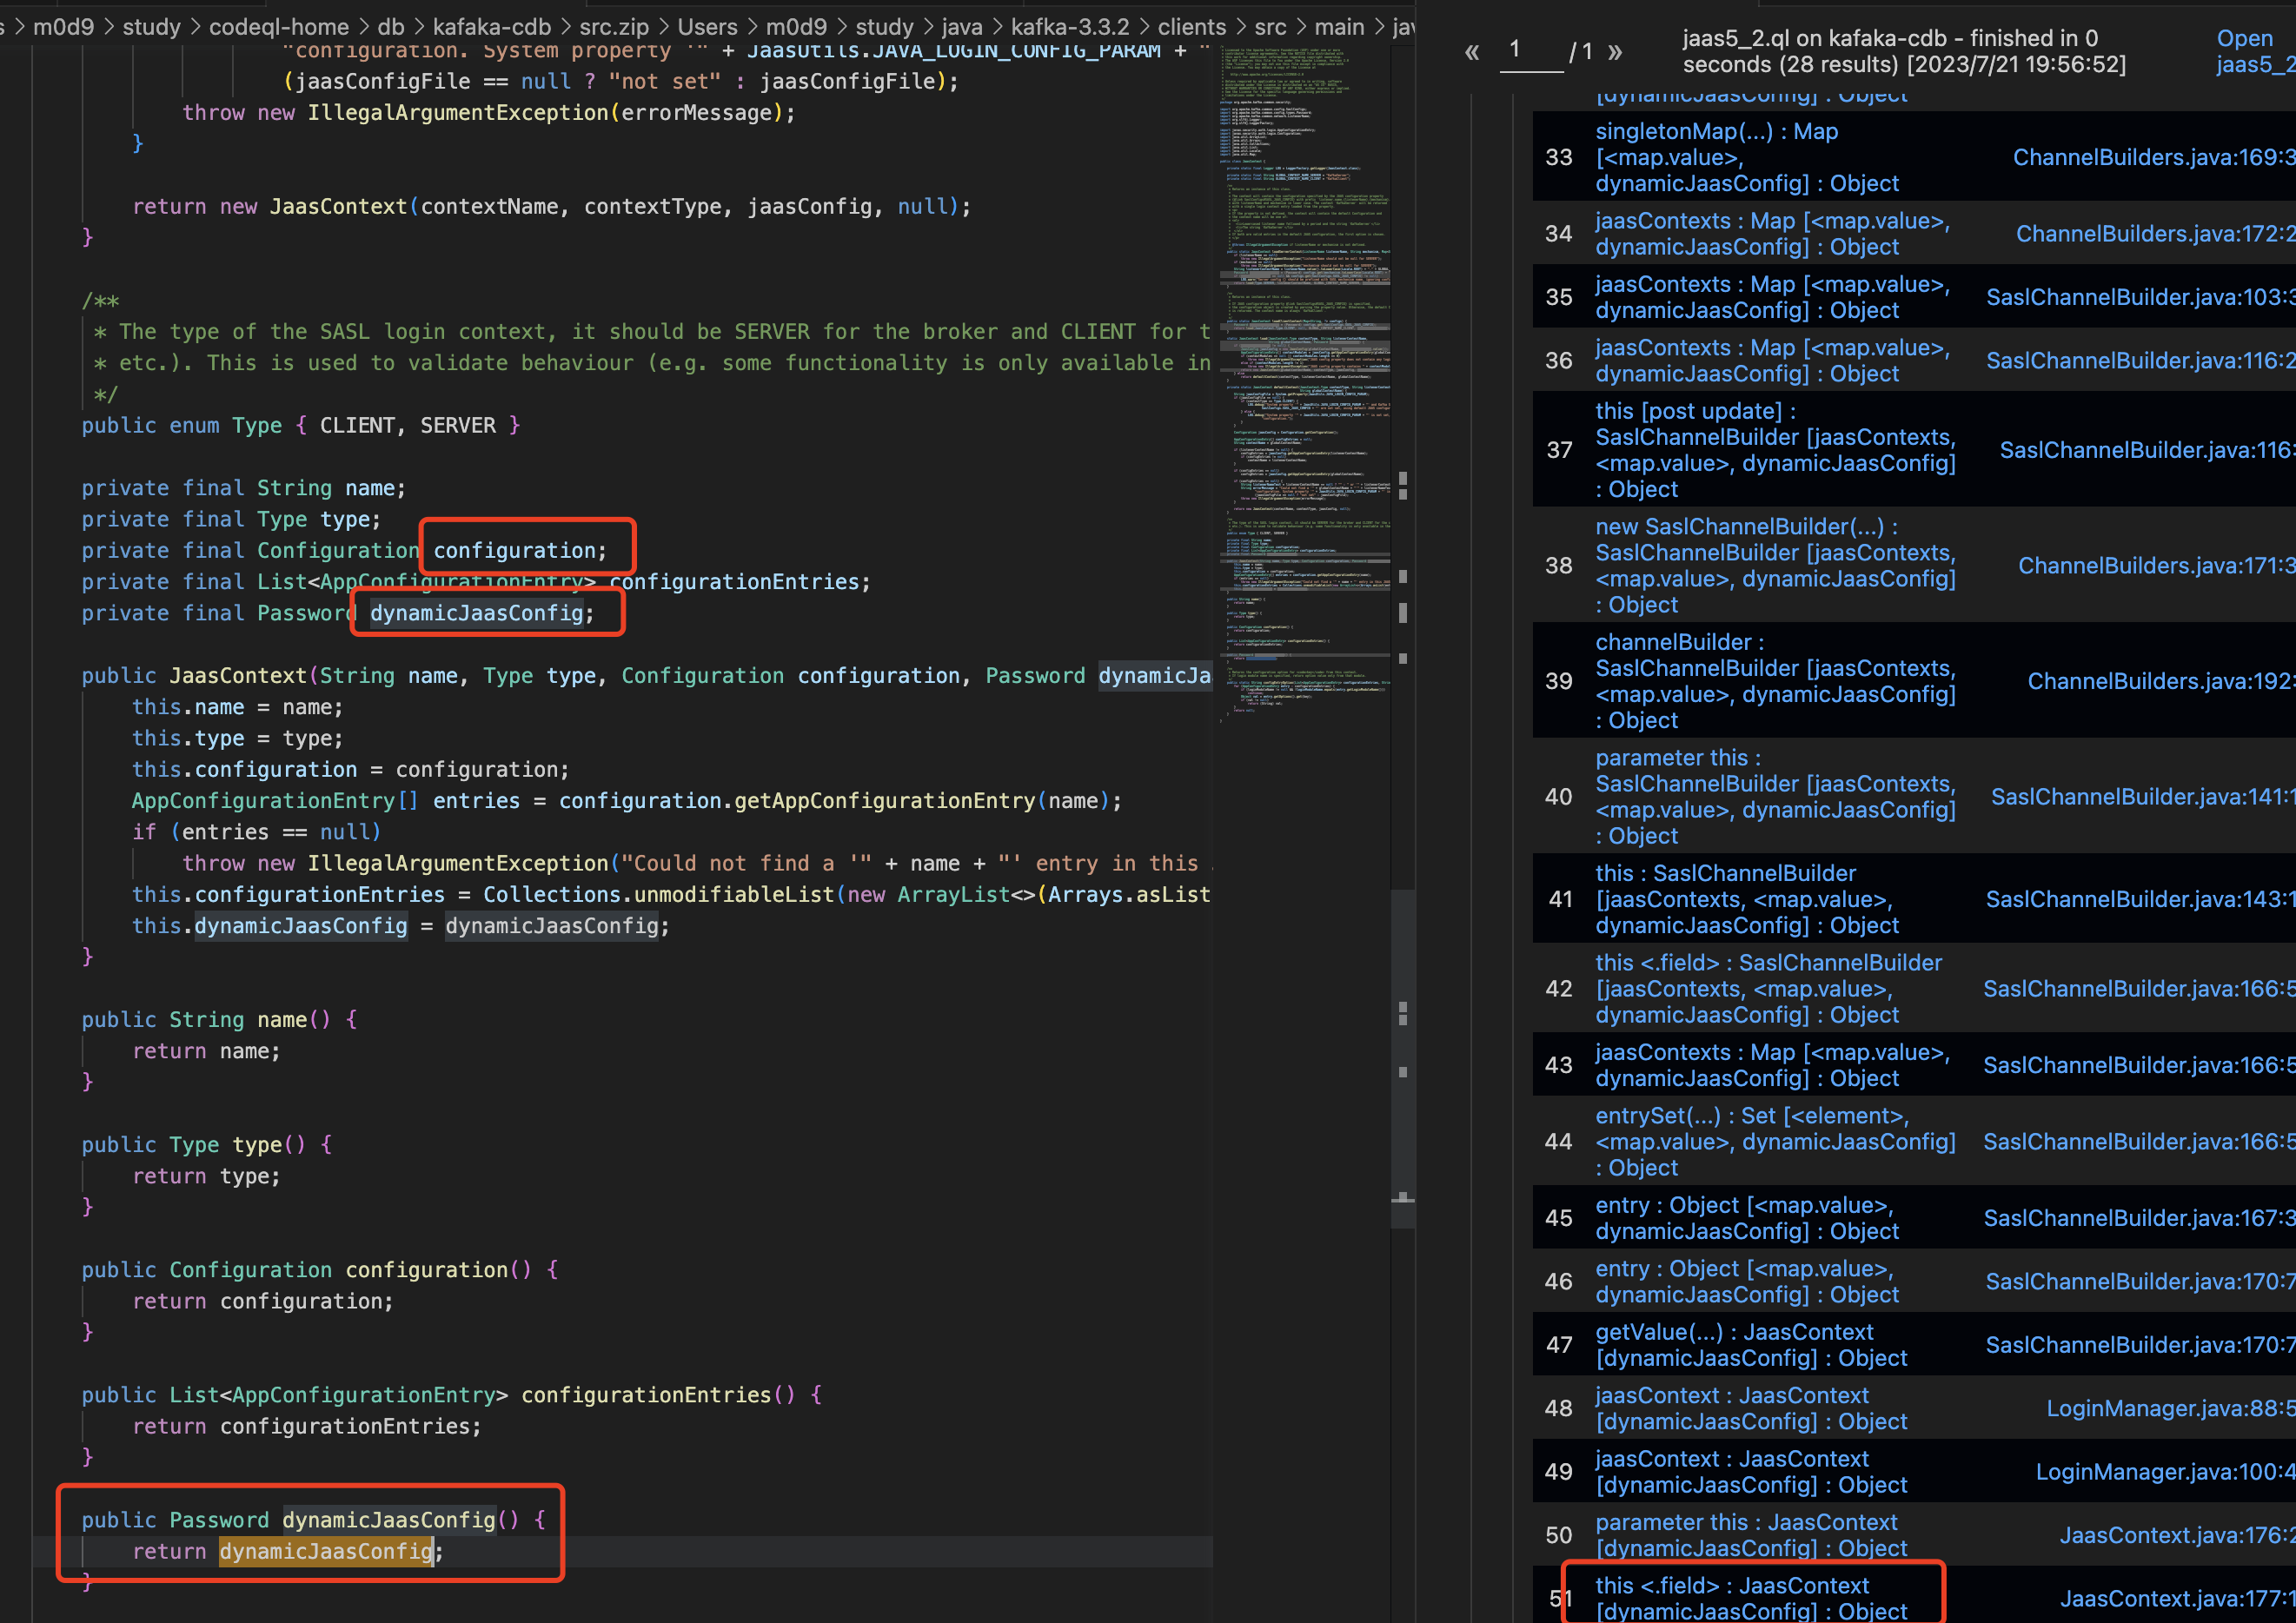 s > m0d9 > study > codeql-home > db > kafaka-cdb > src.zip > Users > m0d9 > study > java > kafka-3.3.2 > clients > src > main > jav
"configuration. System property '" + JaasUtils.JAVA_LOGIN_CONFIG_PARAM + "
(jaasConfigFile == null ? "not set" : jaasConfigFile);
throw new IllegalArgumentException(errorMessage);
}
return new JaasContext(contextName, contextType, jaasConfig, null);
}
/**
* The type of the SASL login context, it should be SERVER for the broker and CLIENT for t
* etc.). This is used to validate behaviour (e.g. some functionality is only available in
*/
public enum Type { CLIENT, SERVER }
private final String name;
private final Type type;
private final Configuration configuration;
private final List<AppConfigurationEntry> configurationEntries;
private final Password dynamicJaasConfig;
public JaasContext(String name, Type type, Configuration configuration, Password dynamicJa
this.name = name;
this.type = type;
this.configuration = configuration;
AppConfigurationEntry[] entries = configuration.getAppConfigurationEntry(name);
if (entries == null)
throw new IllegalArgumentException("Could not find a '" + name + "' entry in this
this.configurationEntries = Collections.unmodifiableList(new ArrayList<>(Arrays.asList
this.dynamicJaasConfig = dynamicJaasConfig;
}
public String name() {
return name;
}
public Type type() {
return type;
}
public Configuration configuration() {
return configuration;
}
public List<AppConfigurationEntry> configurationEntries() {
return configurationEntries;
}
public Password dynamicJaasConfig() {
return dynamicJaasConfig;
}
« 1 / 1 »
jaas5_2.ql on kafaka-cdb - finished in 0
seconds (28 results) [2023/7/21 19:56:52]
Open
jaas5_2
[dynamicJaasConfig] : Object
33 singletonMap(...) : Map
[<map.value>,
dynamicJaasConfig] : Object
ChannelBuilders.java:169:3
34 jaasContexts : Map [<map.value>,
dynamicJaasConfig] : Object
ChannelBuilders.java:172:2
35 jaasContexts : Map [<map.value>,
dynamicJaasConfig] : Object
SaslChannelBuilder.java:103:3
36 jaasContexts : Map [<map.value>,
dynamicJaasConfig] : Object
SaslChannelBuilder.java:116:2
37 this [post update] :
SaslChannelBuilder [jaasContexts,
<map.value>, dynamicJaasConfig]
: Object
SaslChannelBuilder.java:116:
38 new SaslChannelBuilder(...) :
SaslChannelBuilder [jaasContexts,
<map.value>, dynamicJaasConfig]
: Object
ChannelBuilders.java:171:3
39 channelBuilder :
SaslChannelBuilder [jaasContexts,
<map.value>, dynamicJaasConfig]
: Object
ChannelBuilders.java:192:
40 parameter this :
SaslChannelBuilder [jaasContexts,
<map.value>, dynamicJaasConfig]
: Object
SaslChannelBuilder.java:141:1
41 this : SaslChannelBuilder
[jaasContexts, <map.value>,
dynamicJaasConfig] : Object
SaslChannelBuilder.java:143:1
42 this <.field> : SaslChannelBuilder
[jaasContexts, <map.value>,
dynamicJaasConfig] : Object
SaslChannelBuilder.java:166:5
43 jaasContexts : Map [<map.value>,
dynamicJaasConfig] : Object
SaslChannelBuilder.java:166:5
44 entrySet(...) : Set [<element>,
<map.value>, dynamicJaasConfig]
: Object
SaslChannelBuilder.java:166:5
45 entry : Object [<map.value>,
dynamicJaasConfig] : Object
SaslChannelBuilder.java:167:3
46 entry : Object [<map.value>,
dynamicJaasConfig] : Object
SaslChannelBuilder.java:170:7
47 getValue(...) : JaasContext
[dynamicJaasConfig] : Object
SaslChannelBuilder.java:170:7
48 jaasContext : JaasContext
[dynamicJaasConfig] : Object
LoginManager.java:88:5
49 jaasContext : JaasContext
[dynamicJaasConfig] : Object
LoginManager.java:100:4
50 parameter this : JaasContext
[dynamicJaasConfig] : Object
JaasContext.java:176:2
51 this <.field> : JaasContext
[dynamicJaasConfig] : Object
JaasContext.java:177:1